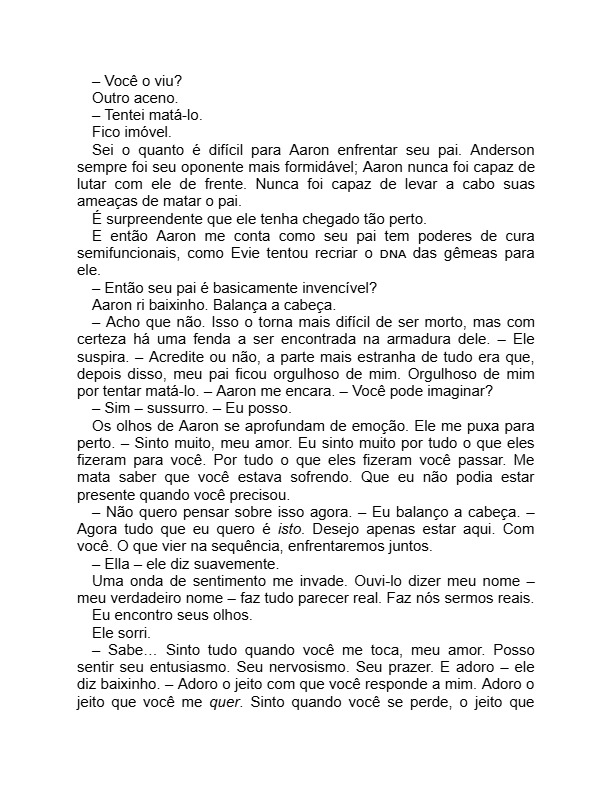 – Você o viu?
Outro aceno.
– Tentei matá-lo.
Fico imóvel.
Sei o quanto é difícil para Aaron enfrentar seu pai. Anderson
sempre foi seu oponente mais formidável; Aaron nunca foi capaz de
lutar com ele de frente. Nunca foi capaz de levar a cabo suas
ameaças de matar o pai.
É surpreendente que ele tenha chegado tão perto.
E então Aaron me conta como seu pai tem poderes de cura
semifuncionais, como Evie tentou recriar o DNA das gêmeas para
ele.
– Então seu pai é basicamente invencível?
Aaron ri baixinho. Balança a cabeça.
– Acho que não. Isso o torna mais difícil de ser morto, mas com
certeza há uma fenda a ser encontrada na armadura dele. – Ele
suspira. – Acredite ou não, a parte mais estranha de tudo era que,
depois disso, meu pai ficou orgulhoso de mim. Orgulhoso de mim
por tentar matá-lo. – Aaron me encara. – Você pode imaginar?
– Sim – sussurro. – Eu posso.
Os olhos de Aaron se aprofundam de emoção. Ele me puxa para
perto. – Sinto muito, meu amor. Eu sinto muito por tudo o que eles
fizeram para você. Por tudo o que eles fizeram você passar. Me
mata saber que você estava sofrendo. Que eu não podia estar
presente quando você precisou.
– Não quero pensar sobre isso agora. – Eu balanço a cabeça. –
Agora tudo que eu quero é isto. Desejo apenas estar aqui. Com
você. O que vier na sequência, enfrentaremos juntos.
– Ella – ele diz suavemente.
Uma onda de sentimento me invade. Ouvi-lo dizer meu nome –
meu verdadeiro nome – faz tudo parecer real. Faz nós sermos reais.
Eu encontro seus olhos.
Ele sorri.
– Sabe… Sinto tudo quando você me toca, meu amor. Posso
sentir seu entusiasmo. Seu nervosismo. Seu prazer. E adoro – ele
diz baixinho. – Adoro o jeito com que você responde a mim. Adoro o
jeito que você me quer. Sinto quando você se perde, o jeito que